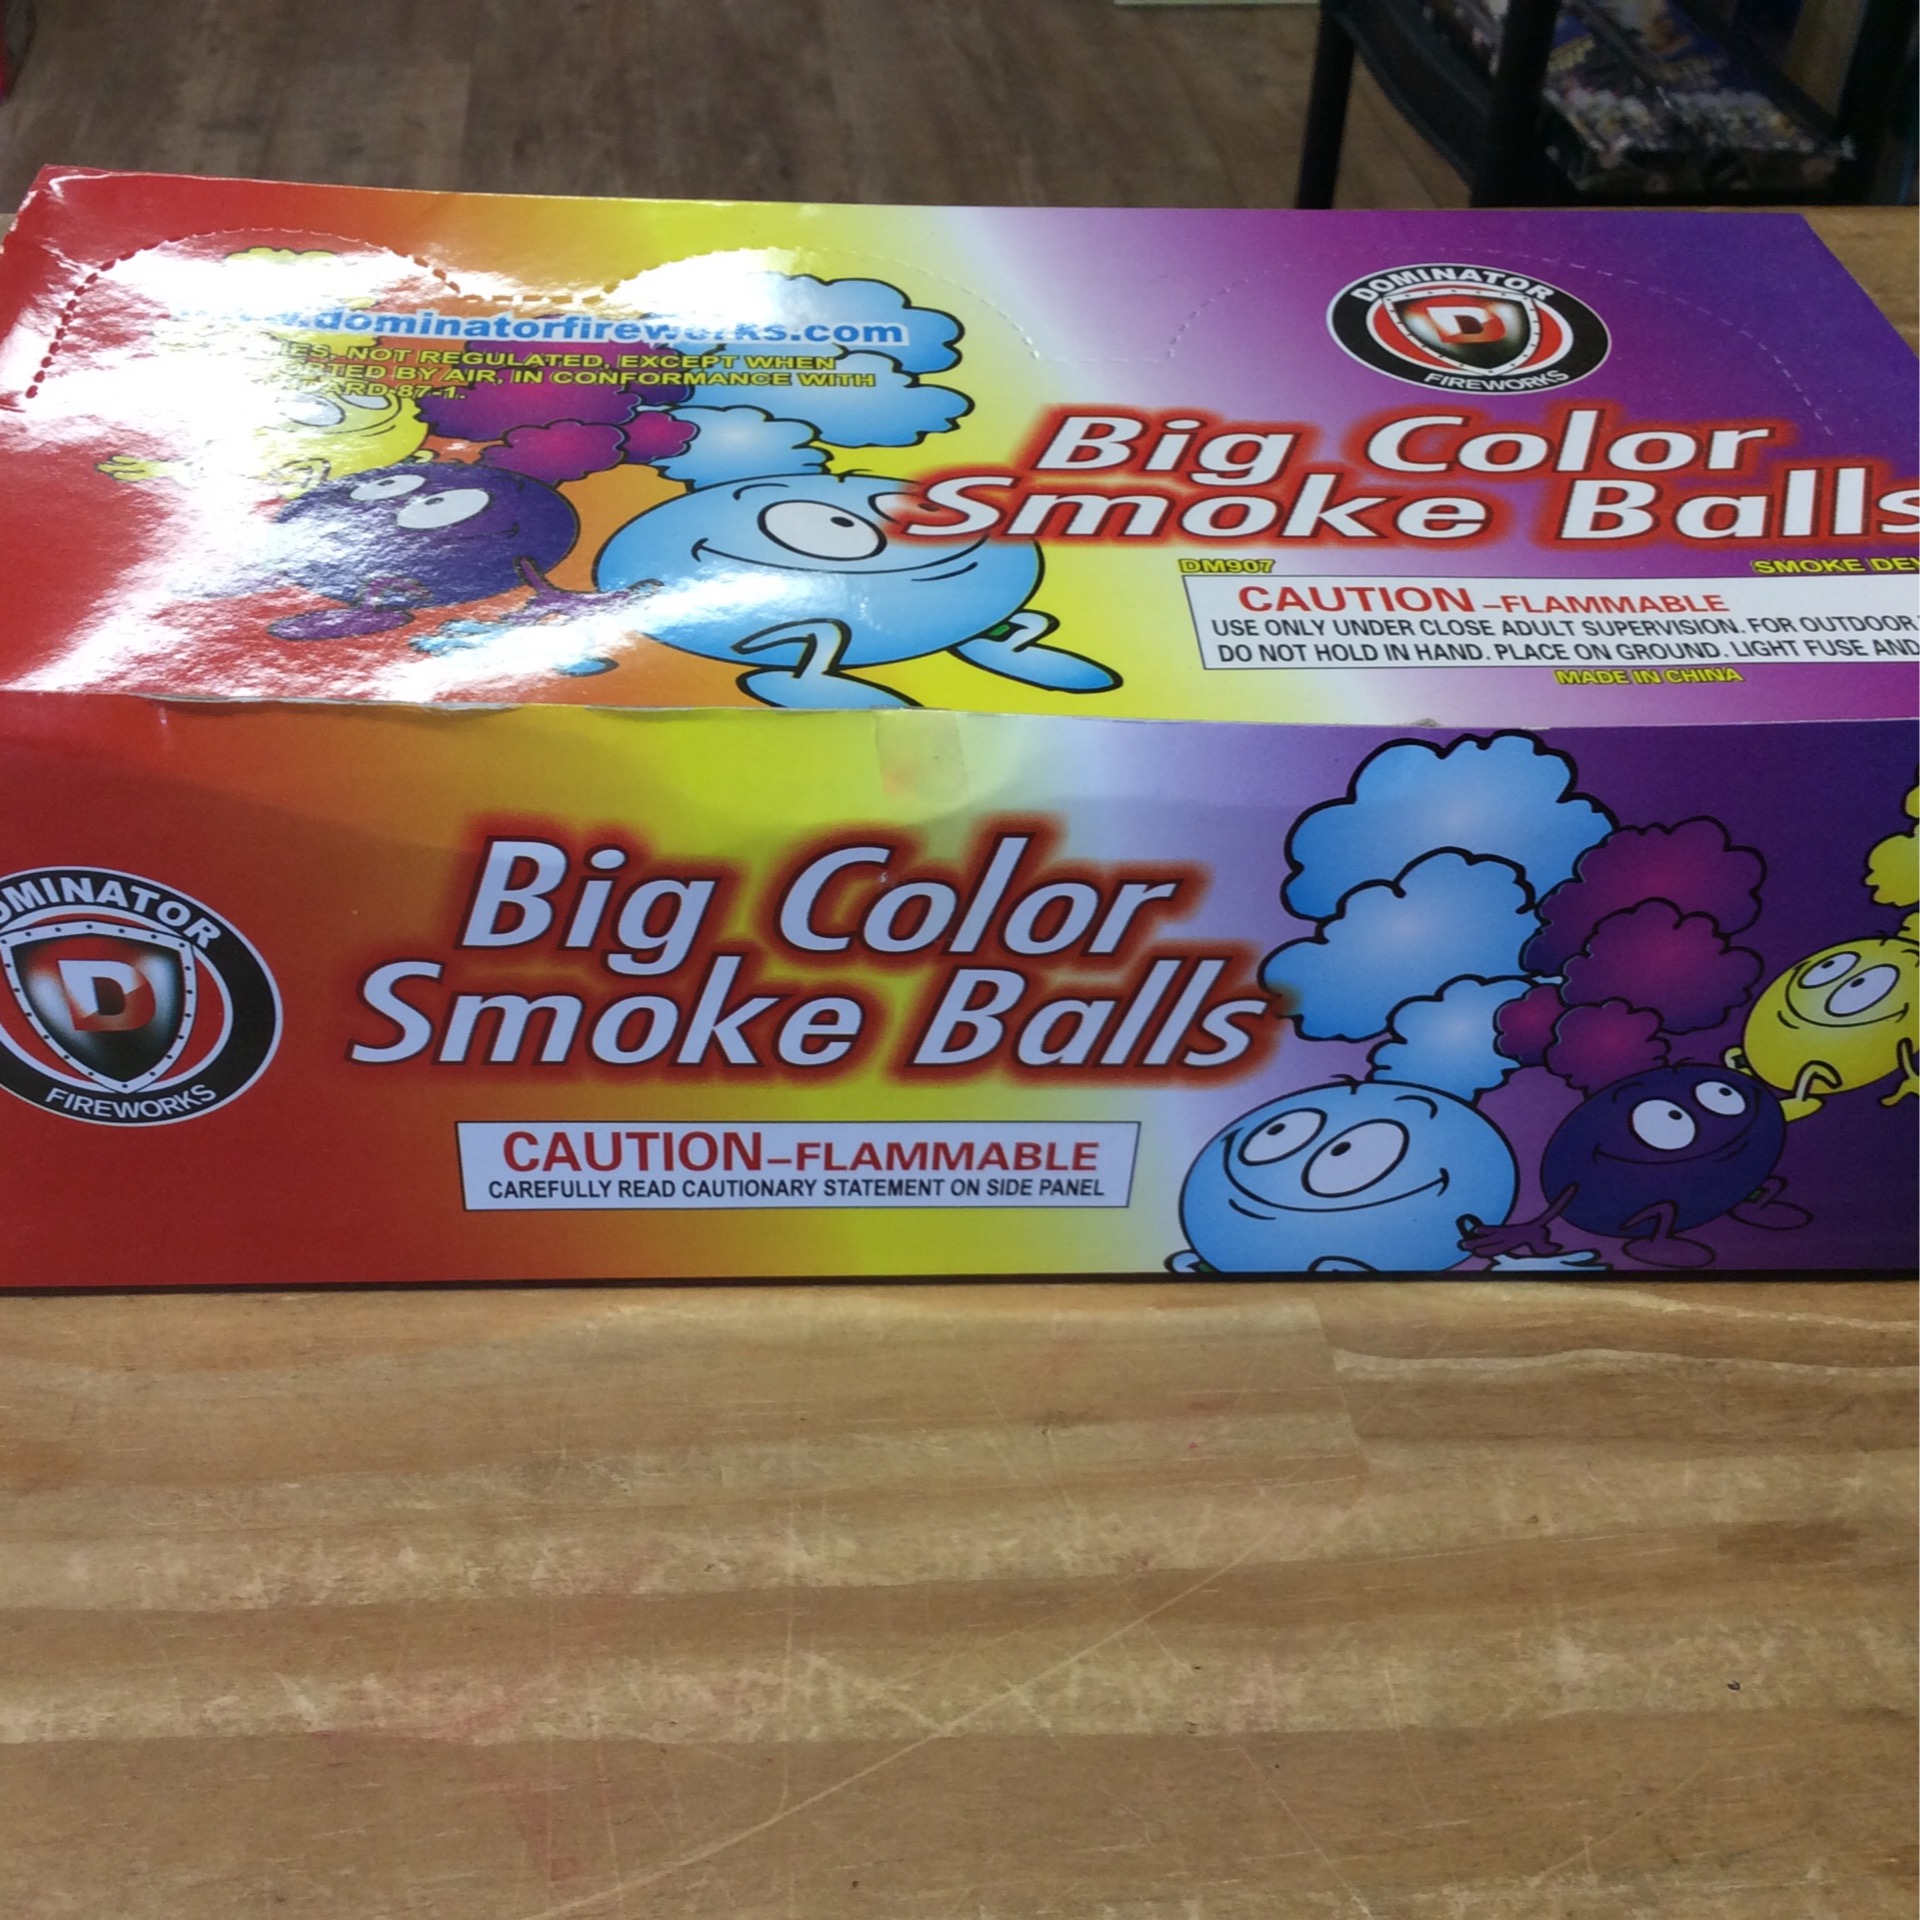 .dominatorfireworks.com
NOT REGULATED, EXCEPT WHEN
BY AIR, IN CONFORMANCE WITH
87-1.
DOMINATOR
D
FIREWORKS
Big Color
Smoke Balls
DM907
SMOKE
CAUTION-FLAMMABLE
USE ONLY UNDER CLOSE ADULT SUPERVISION. FOR OUTDOOR
DO NOT HOLD IN HAND. PLACE ON GROUND. LIGHT FUSE AND
MADE IN CHINA
DOMINATOR
D
FIREWORKS
Big Color
Smoke Balls
CAUTION-FLAMMABLE
CAREFULLY READ CAUTIONARY STATEMENT ON SIDE PANEL